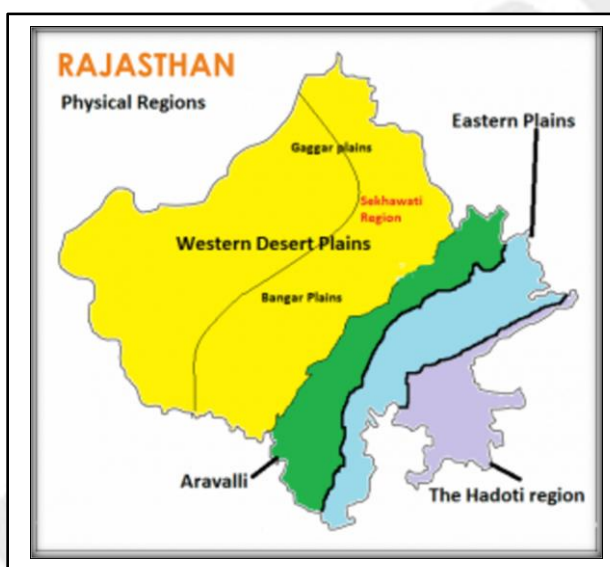 RAJASTHAN
Physical Regions
Eastern Plains
Gaggar plains
Sekhawati
Region
Western Desert Plains
Bangar Plains
Aravalli
The Hadoti region